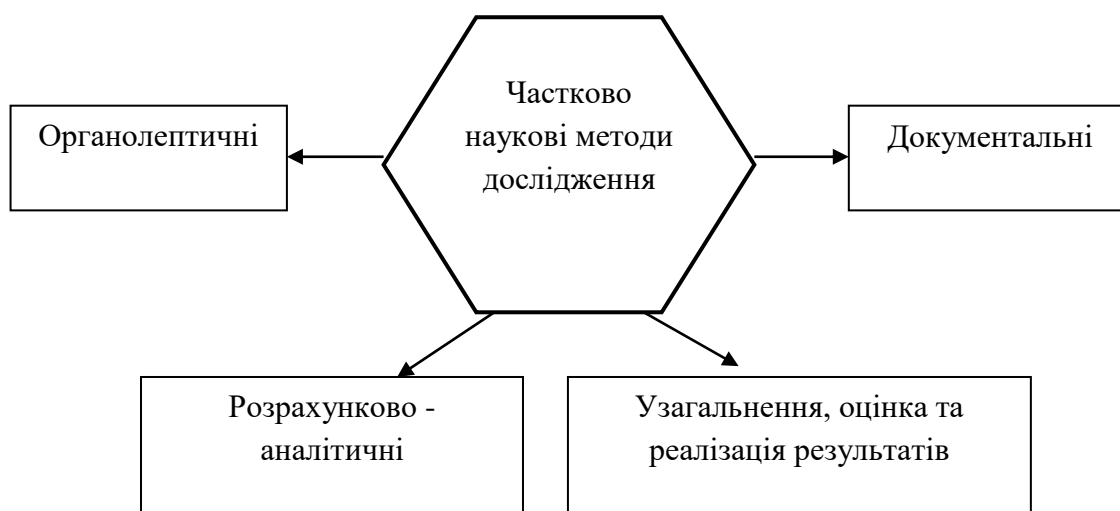 Частково
наукові методи
дослідження
Органолептичні
Документальні
Розрахунково -
аналітичні
Узагальнення, оцінка та
реалізація результатів